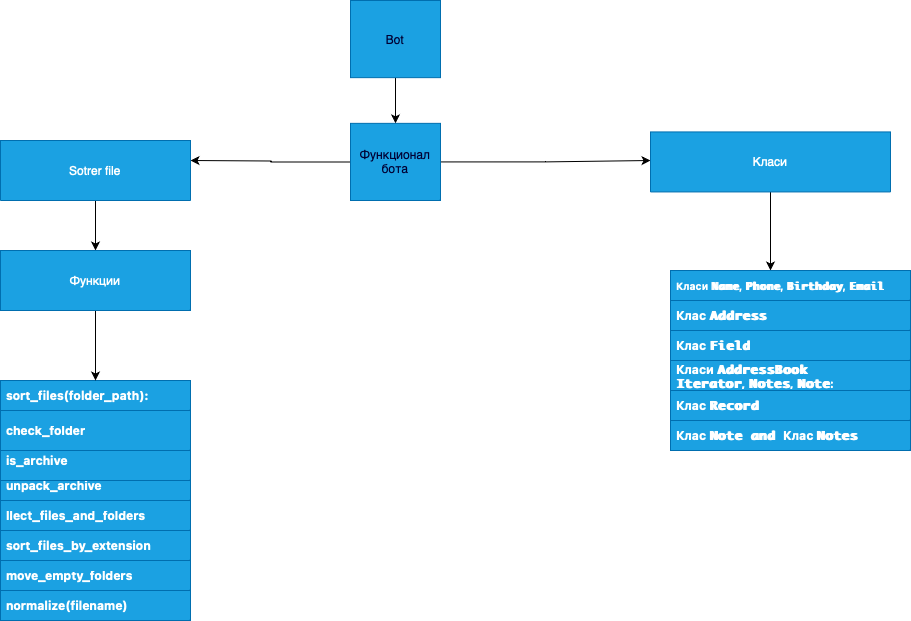 Bot
Функционал
бота
Sotrer file
Класи
Функции
Класи Name, Phone, Birthday, Email
Клас Address
Клас Field
Класи AddressBook
Iterator, Notes, Note:
Клас Record
Клас Note and Клас Notes
sort_files(folder_path):
check_folder
is_archive
unpack_archive
llect_files_and_folders
sort_files_by_extension
move_empty_folders
normalize(filename)